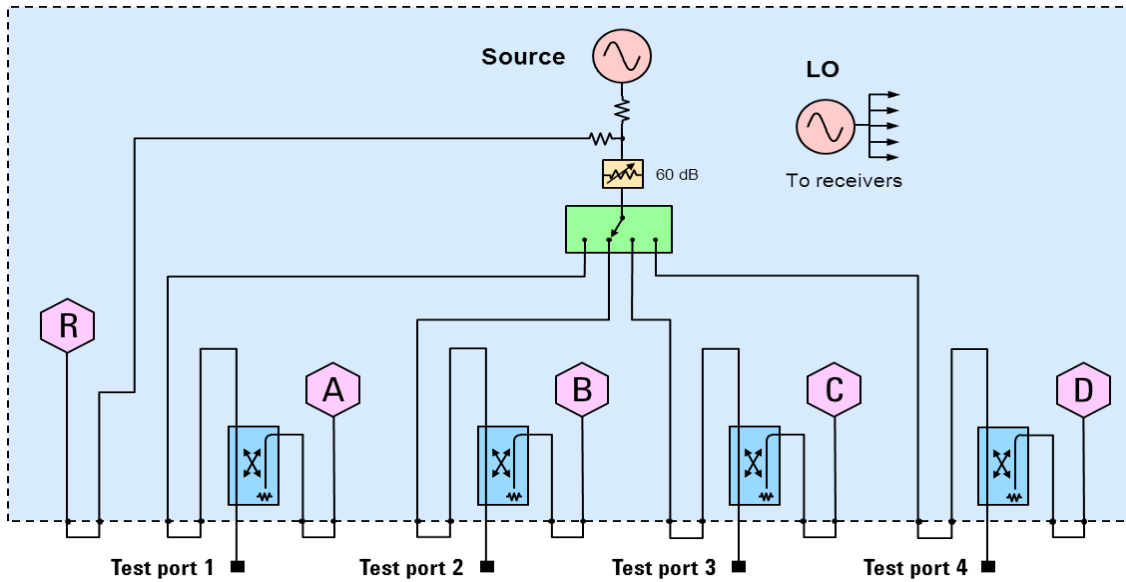 Source
LO
60 dB
To receivers
R
A
B
C
D
Test port 1
Test port 2
Test port 3
Test port 4